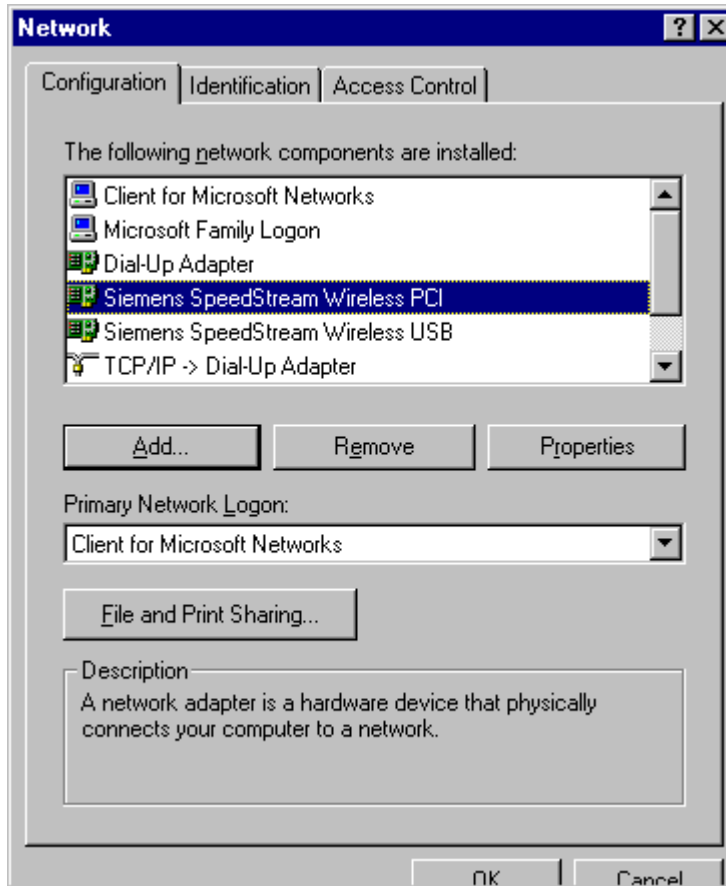 Network
Configuration Identification Access Control
The following network components are installed:
Client for Microsoft Networks
Microsoft Family Logon
Dial-Up Adapter
Siemens SpeedStream Wireless PCI
Siemens SpeedStream Wireless USB
TCP/IP -> Dial-Up Adapter
Add... Remove Properties
Primary Network Logon:
Client for Microsoft Networks
File and Print Sharing...
Description
A network adapter is a hardware device that physically
connects your computer to a network.
OK Cancel